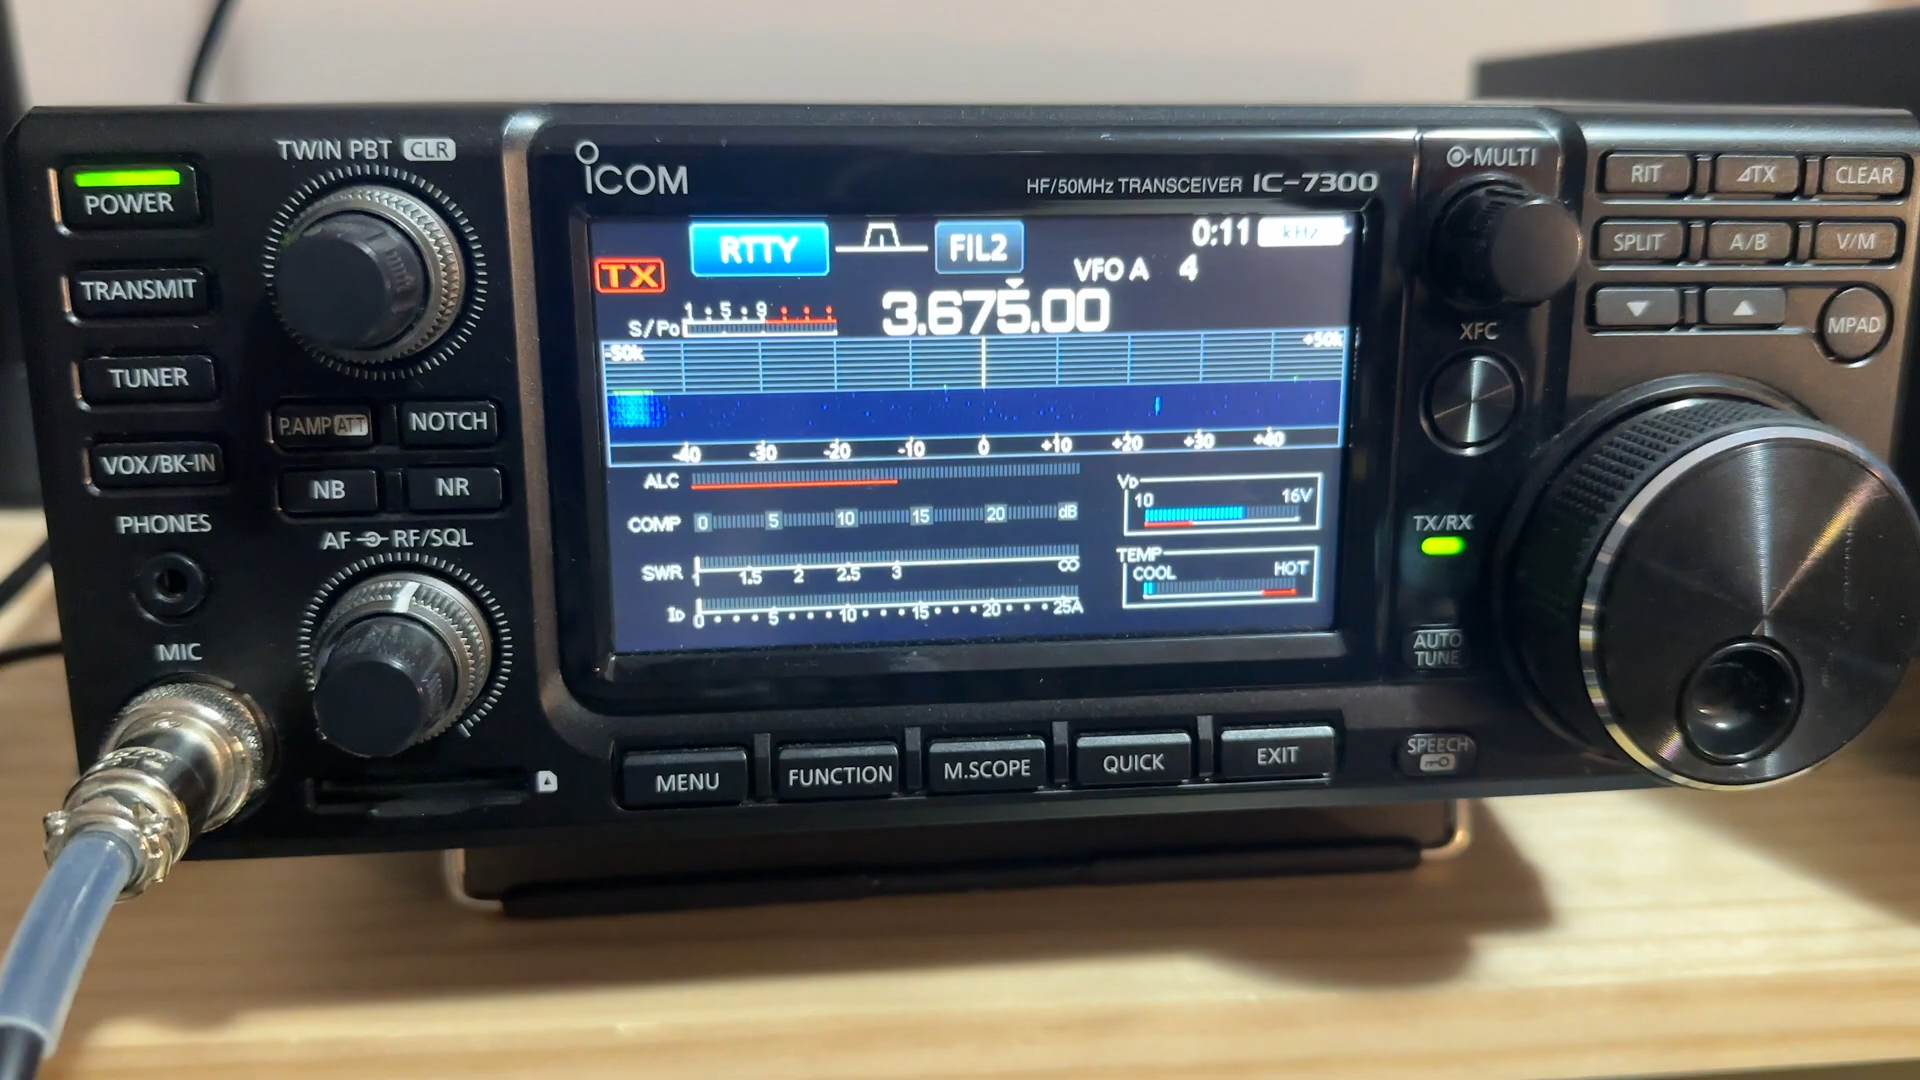 TWIN PBT CLR
POWER
TRANSMIT
TUNER
P.AMP ATT
NOTCH
VOX/BK-IN
NB
NR
PHONES
AF RF/SQL
MIC
ICOM
HF/50MHz TRANSCEIVER IC-7300
RTTY
FIL2
0:11
kHz
TX
VFO A 4
S/Po 1 5 9
3.675.00
-50k
+50k
-40 -30 -20 -10 0 +10 +20 +30 +40
ALC
COMP 0 5 10 15 20 dB
SWR 1 1.5 2 2.5 3 ∞
ID 0 5 10 15 20 25A
VD
10 16V
TEMP
COOL HOT
MENU
FUNCTION
M.SCOPE
QUICK
EXIT
MULTI
XFC
TX/RX
AUTO
TUNE
SPEECH
RIT
⊿TX
CLEAR
SPLIT
A/B
V/M
MPAD